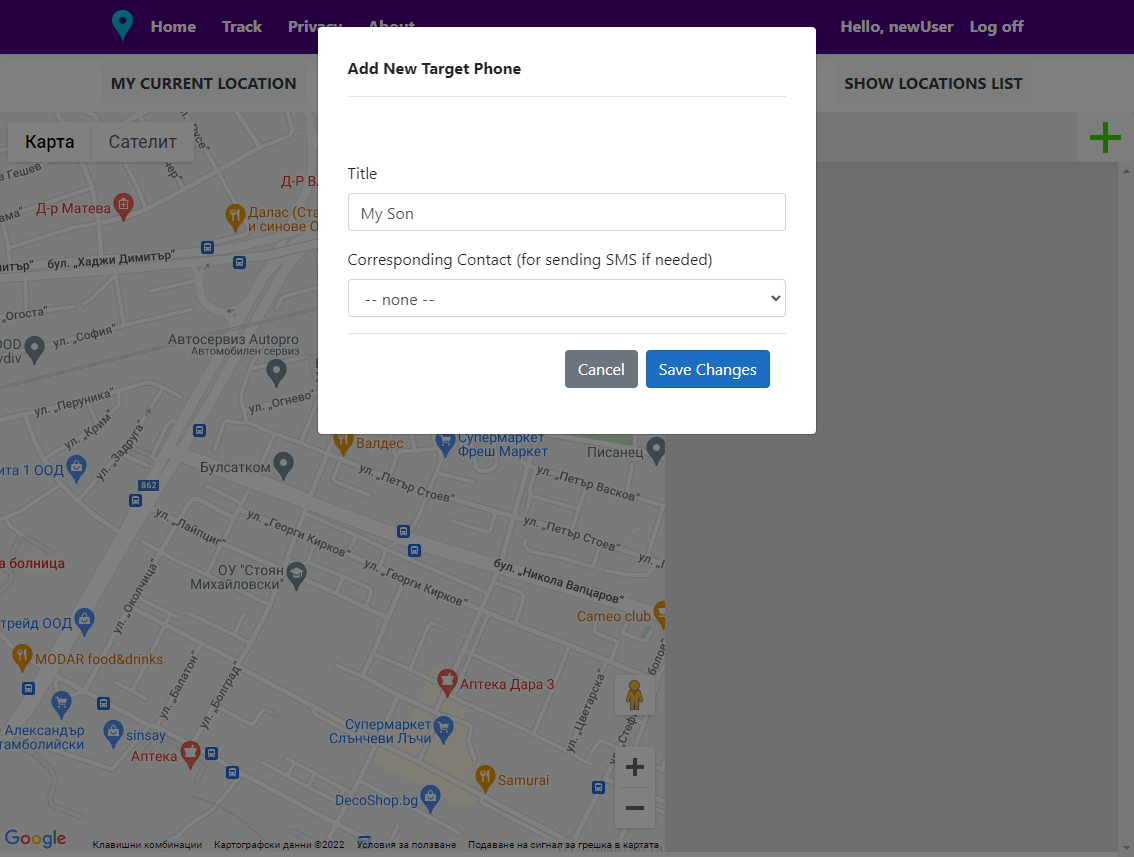 Home
Track
Privacy
About
Hello, newUser
Log off
MY CURRENT LOCATION
SHOW LOCATIONS LIST
Add New Target Phone
Title
My Son
Corresponding Contact (for sending SMS if needed)
-- none --
Cancel
Save Changes
Карта
Сателит
Гешев
Д-р Матева
Далас (Ста
и синове О
бул. „Хаджи Димитър“
„Огоста“
ул. „София“
Автосервиз Autopro
Автомобилен сервиз
ул. „Перуника“
ул. „Огнево“
ул. „Крим“
ул. „Задруга“
Валдес
Супермаркет
Фреш Маркет
Писанец
ита 1 ООД
Булсатком
862
ул. „Петър Стоев“
ул. „Петър Васков“
ул. „Лайпциг“
ул. „Георги Кирков“
ул. „Петър Стоев“
а болница
ОУ "Стоян
Михайловски"
ул. „Георги Кирков“
бул. „Никола Вапцаров“
ул. „Околчица“
Cameo club
трейд ООД
MODAR food&drinks
ул. „Балатон“
ул. „Болград“
Аптека Дара 3
ул. „Цветарска“
Александър
тамболийски
sinsay
Аптека
Супермаркет
Слънчеви Лъчи
Samurai
DecoShop.bg
Google
Клавишни комбинации
Картографски данни ©2022
Условия за ползване
Подаване на сигнал за грешка в картата